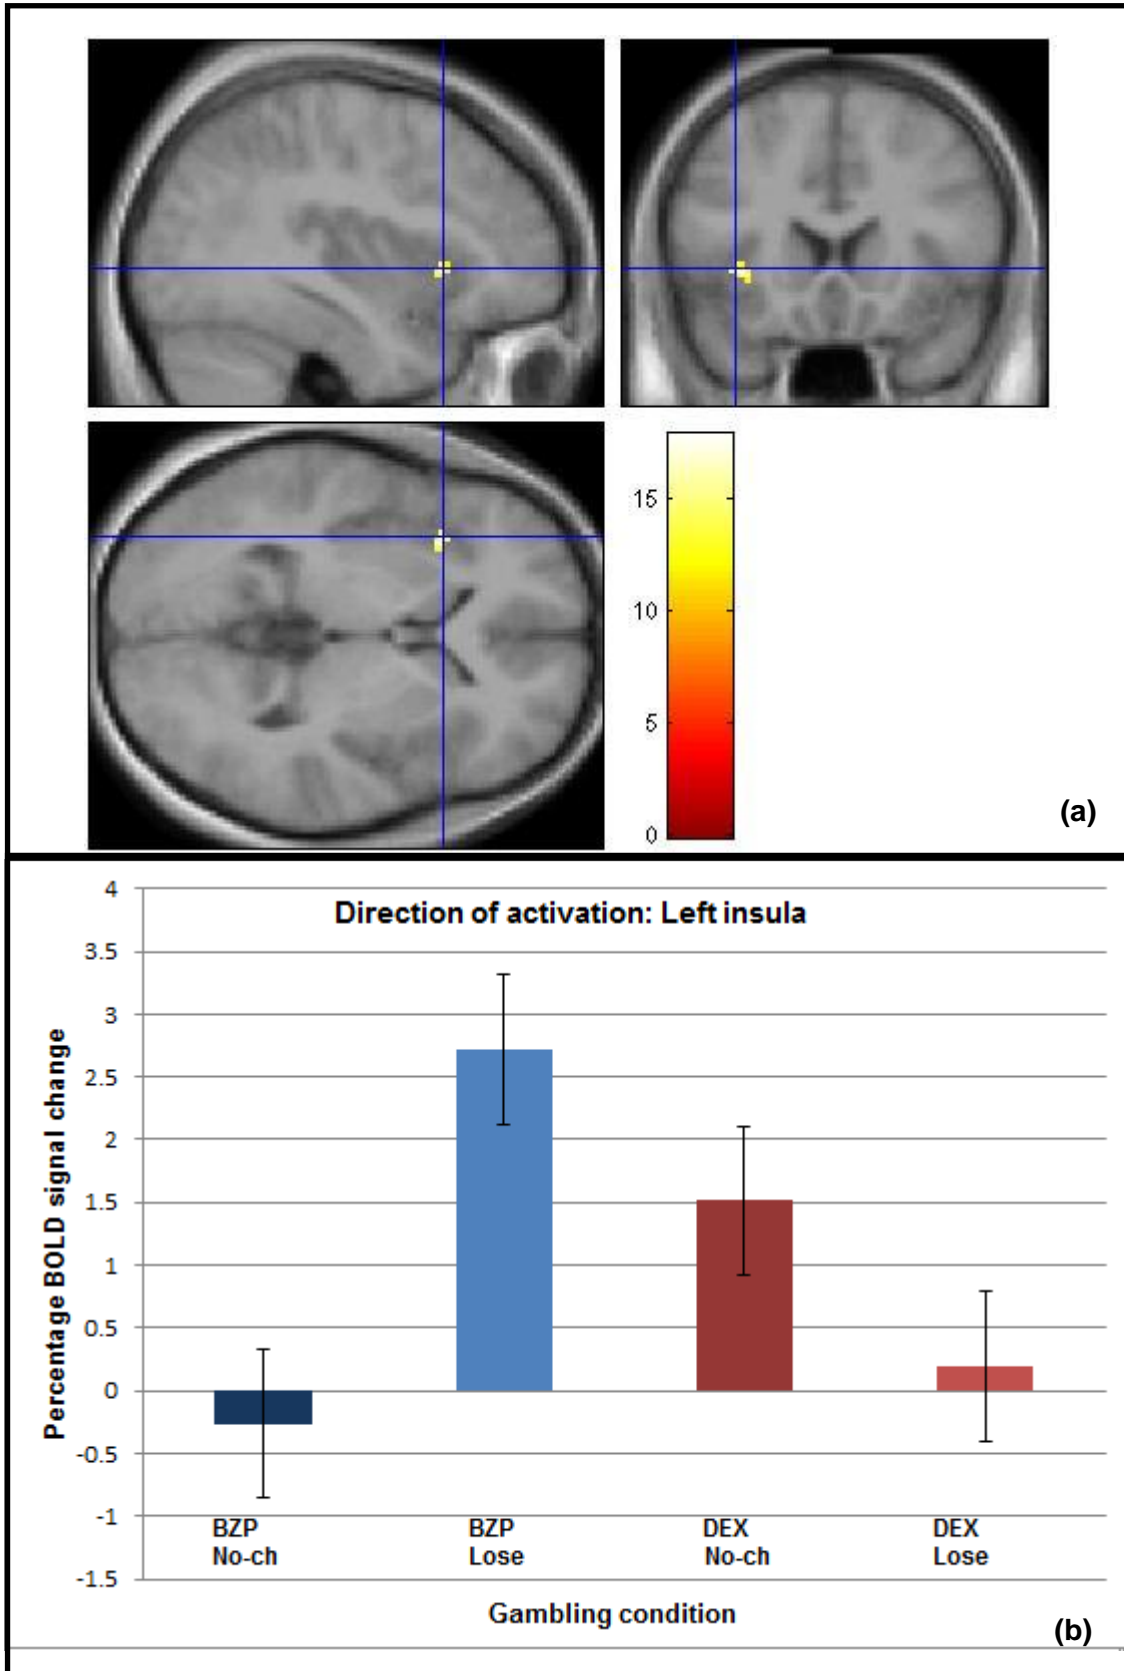 15
10
5
0
(a)
Direction of activation: Left insula
Percentage BOLD signal change
4
3.5
3
2.5
2
1.5
1
0.5
0
-0.5
-1
-1.5
BZP
No-ch
BZP
Lose
DEX
No-ch
DEX
Lose
Gambling condition
(b)